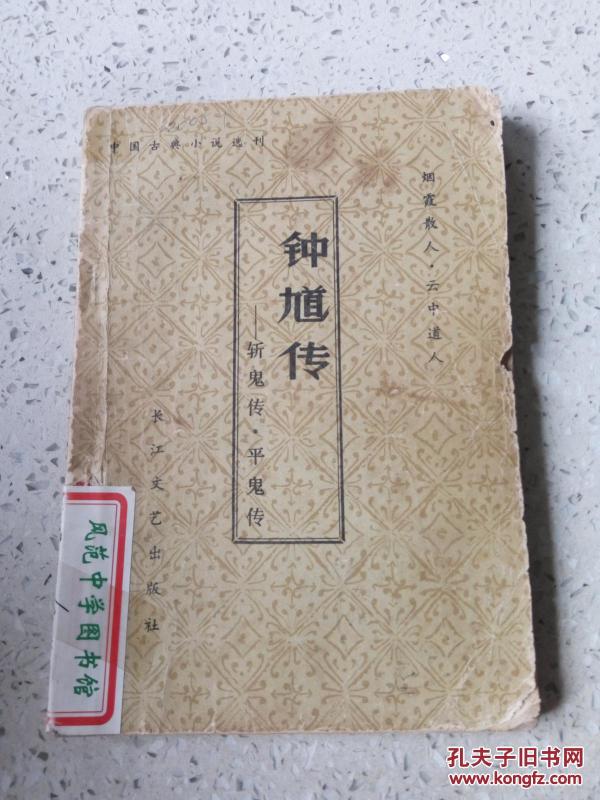 中国古典小说选刊
烟霞散人·云中道人
钟馗传
——斩鬼传·平鬼传
长江文艺出版社
风范中学图书馆
孔夫子旧书网
www.kongfz.com